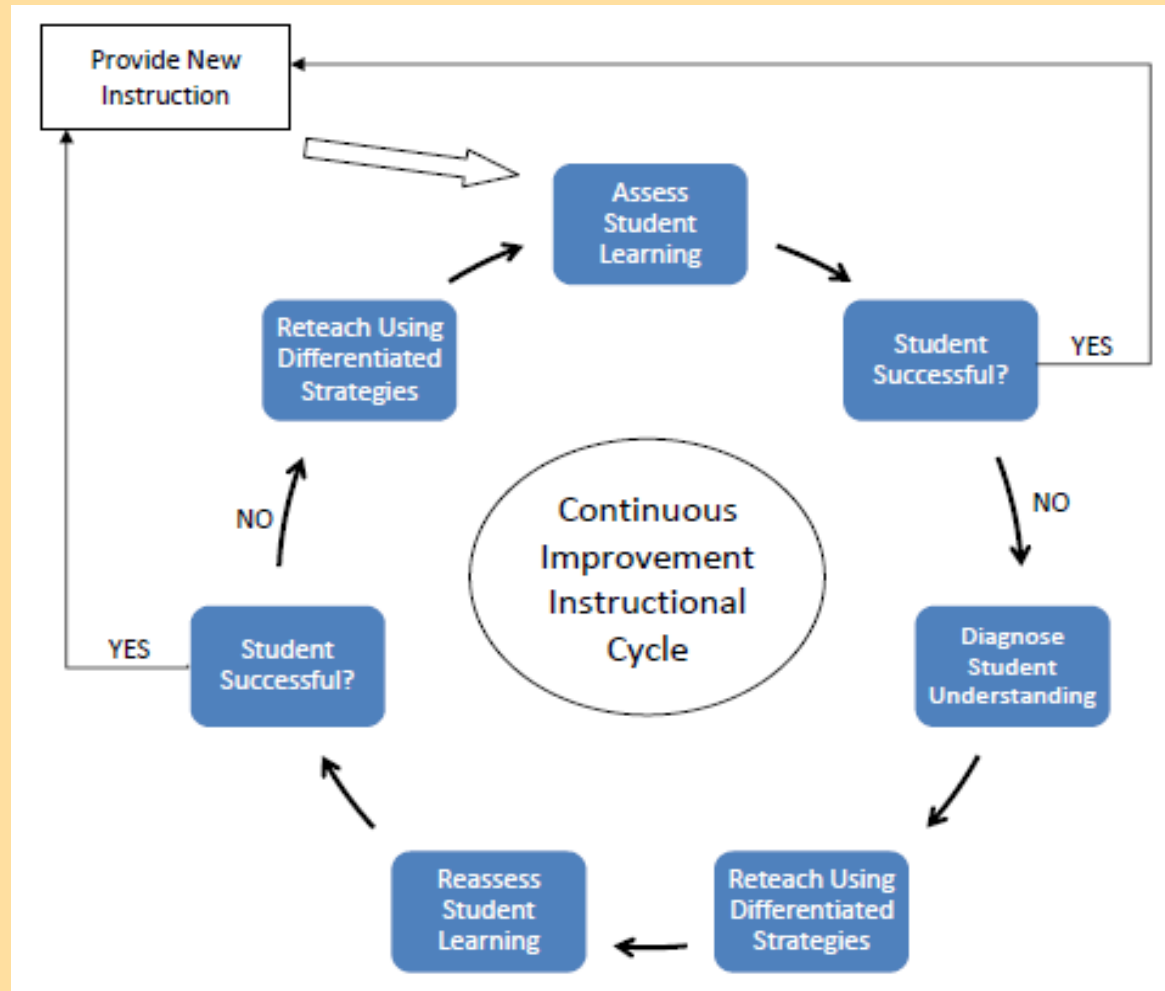 Provide New
Instruction
Assess
Student
Learning
Student
Successful?
YES
NO
Diagnose
Student
Understanding
Reteach Using
Differentiated
Strategies
Reassess
Student
Learning
Student
Successful?
YES
NO
Reteach Using
Differentiated
Strategies
Continuous
Improvement
Instructional
Cycle